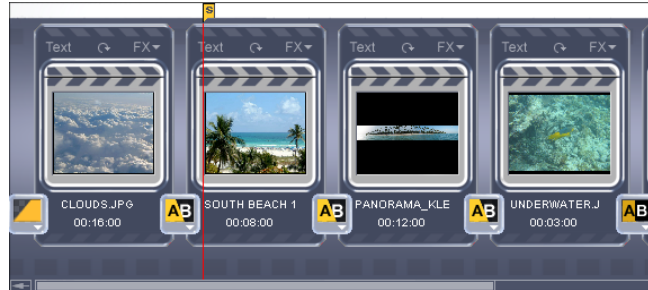 S
Text FX
Text FX
Text FX
Text FX
CLOUDS.JPG
00:16:00
AB
SOUTH BEACH 1
00:08:00
AB
PANORAMA_KLE
00:12:00
AB
UNDERWATER.J
00:03:00
AB